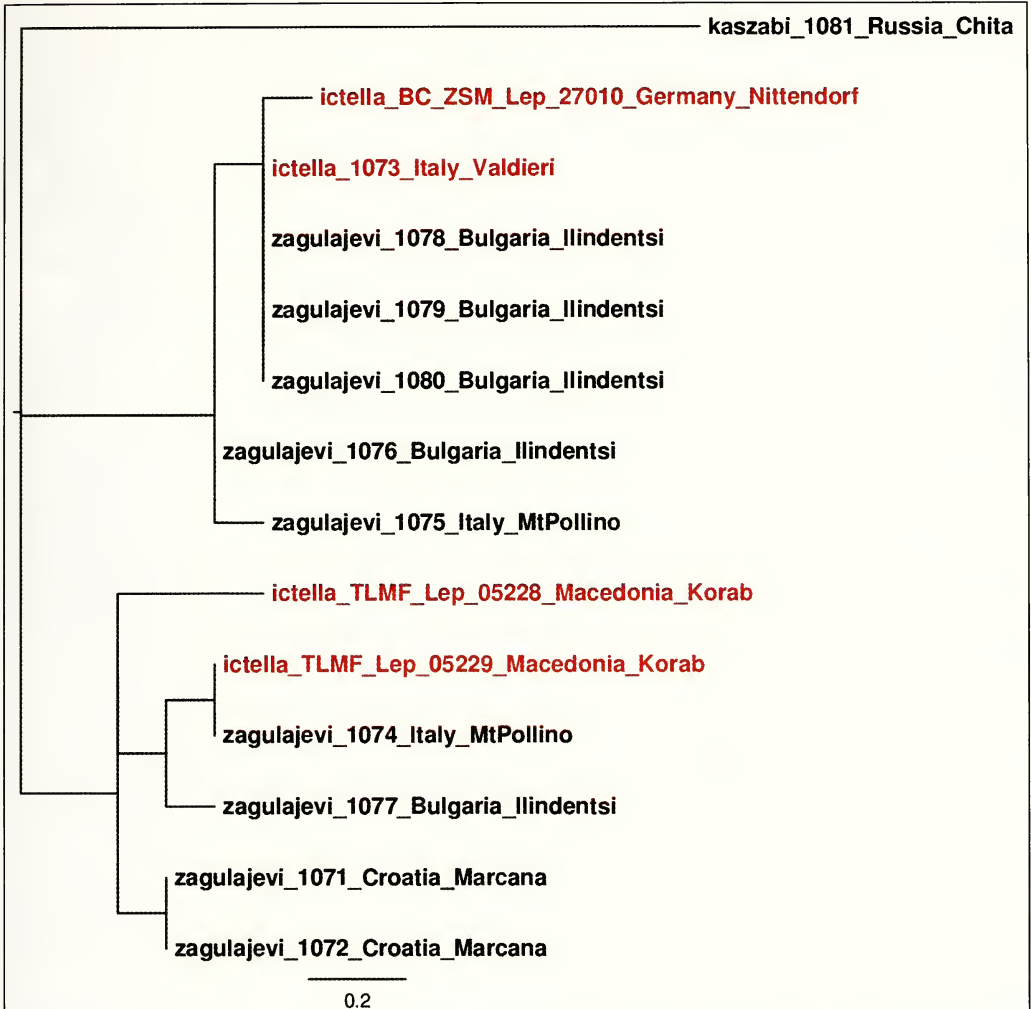 kaszabi_1081_Russia_Chita
ictella_BC_ZSM_Lep_27010_Germany_Nittendorf
ictella_1073_Italy_Valdieri
zagulajevi_1078_Bulgaria_Ilindentsi
zagulajevi_1079_Bulgaria_Ilindentsi
zagulajevi_1080_Bulgaria_Ilindentsi
zagulajevi_1076_Bulgaria_Ilindentsi
zagulajevi_1075_Italy_MtPollino
ictella_TLMF_Lep_05228_Macedonia_Korab
ictella_TLMF_Lep_05229_Macedonia_Korab
zagulajevi_1074_Italy_MtPollino
zagulajevi_1077_Bulgaria_Ilindentsi
zagulajevi_1071_Croatia_Marcana
zagulajevi_1072_Croatia_Marcana
0.2